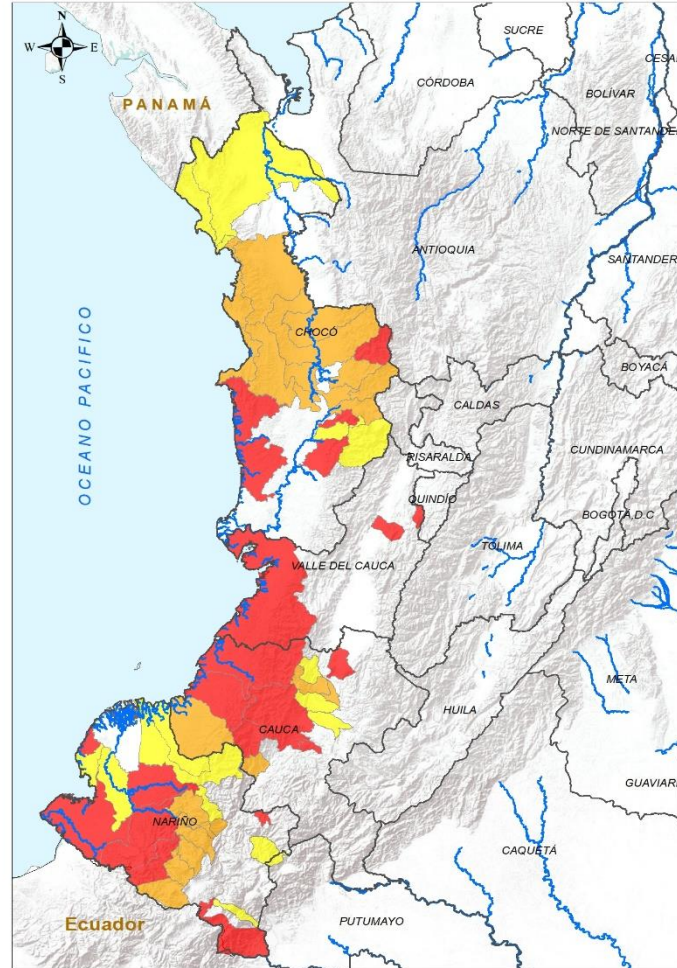 N
W E
S
SUCRE
CÓRDOBA
BOLÍVAR
PANAMÁ
NORTE DE SANTANDER
ANTIOQUIA
SANTANDER
OCEANO PACIFICO
CHOCÓ
BOYACÁ
CALDAS
CUNDINAMARCA
RISARALDA
QUINDÍO
BOGOTÁ, D.C
TOLIMA
VALLE DEL CAUCA
META
HUILA
CAUCA
GUAVIARE
NARIÑO
CAQUETÁ
PUTUMAYO
Ecuador